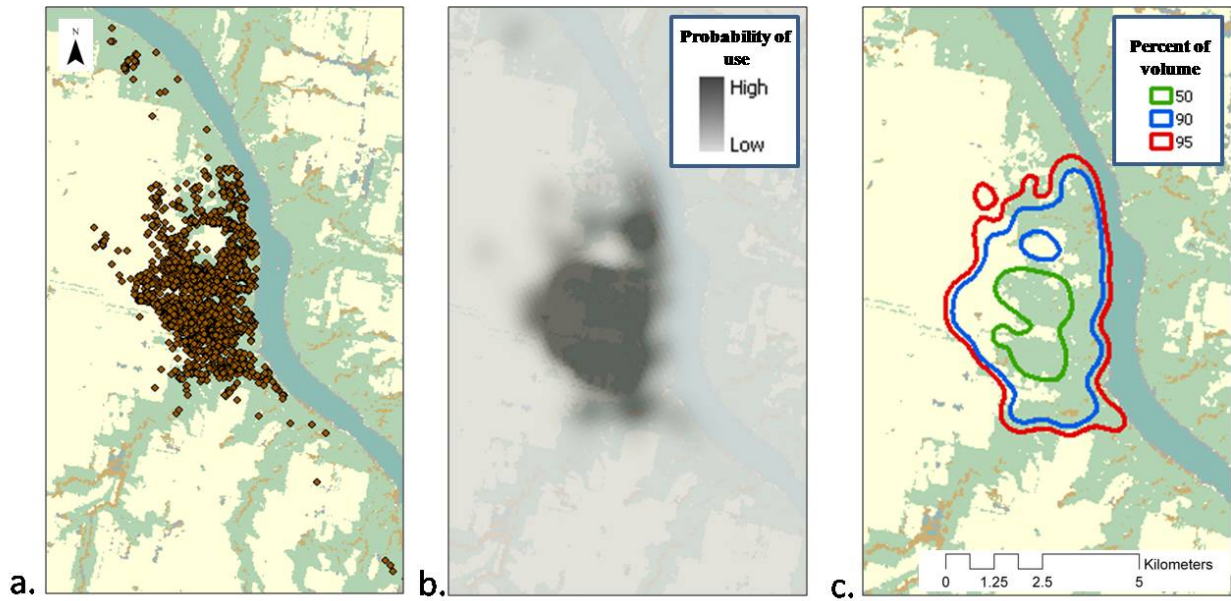 N
a.
Probability of
use
High
Low
b.
Percent of
volume
50
90
95
Kilometers
0 1.25 2.5 5
c.